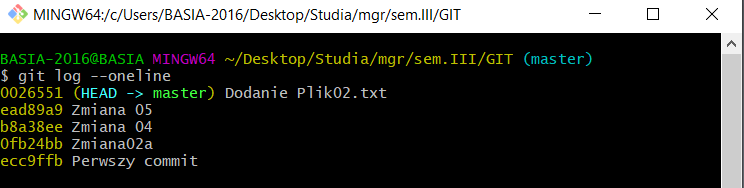 MINGW64:/c/Users/BASIA-2016/Desktop/Studia/mgr/sem.III/GIT
BASIA-2016@BASIA MINGW64 ~/Desktop/Studia/mgr/sem.III/GIT (master)
$ git log --oneline
0026551 (HEAD -> master) Dodanie Plik02.txt
ead89a9 Zmiana 05
b8a38ee Zmiana 04
0fb24bb Zmiana02a
ecc9ffb Perwszy commit